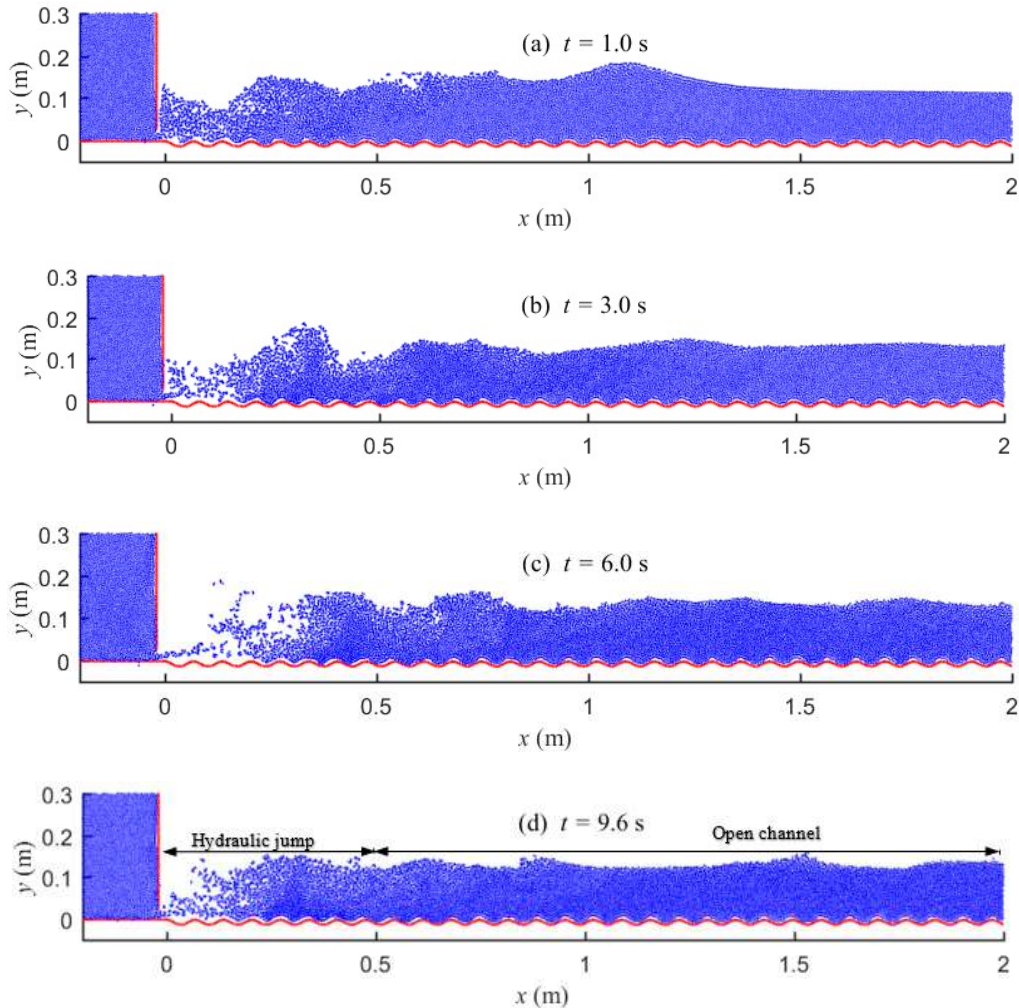 0.3
(a) t = 1.0 s
0.2
y (m)
0.1
0
0 0.5 1 1.5 2
x (m)
0.3
(b) t = 3.0 s
0.2
y (m)
0.1
0
0 0.5 1 1.5 2
x (m)
0.3
(c) t = 6.0 s
0.2
y (m)
0.1
0
0 0.5 1 1.5 2
x (m)
0.3
(d) t = 9.6 s
Hydraulic jump Open channel
0.2
y (m)
0.1
0
0 0.5 1 1.5 2
x (m)